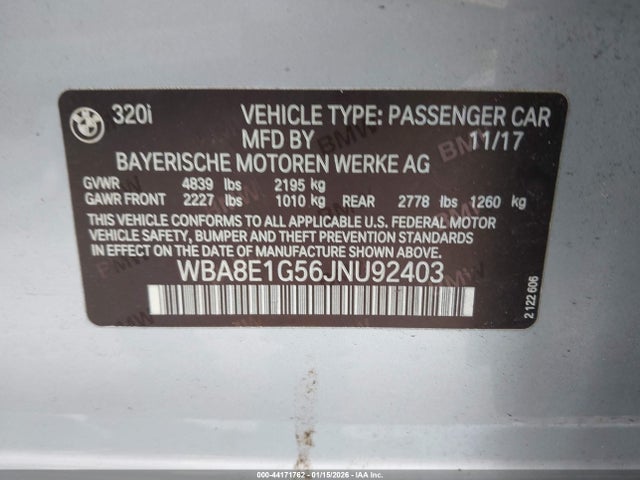 320i VEHICLE TYPE: PASSENGER CAR
MFD BY 11/17
BAYERISCHE MOTOREN WERKE AG
GVWR 4839 lbs 2195 kg
GAWR FRONT 2227 lbs 1010 kg REAR 2778 lbs 1260 kg
THIS VEHICLE CONFORMS TO ALL APPLICABLE U.S. FEDERAL MOTOR
VEHICLE SAFETY, BUMPER AND THEFT PREVENTION STANDARDS
IN EFFECT ON THE DATE OF MANUFACTURE SHOWN ABOVE.
WBA8E1G56JNU92403
2 122 606
000-44171762 - 01/15/2026 - IAA Inc.